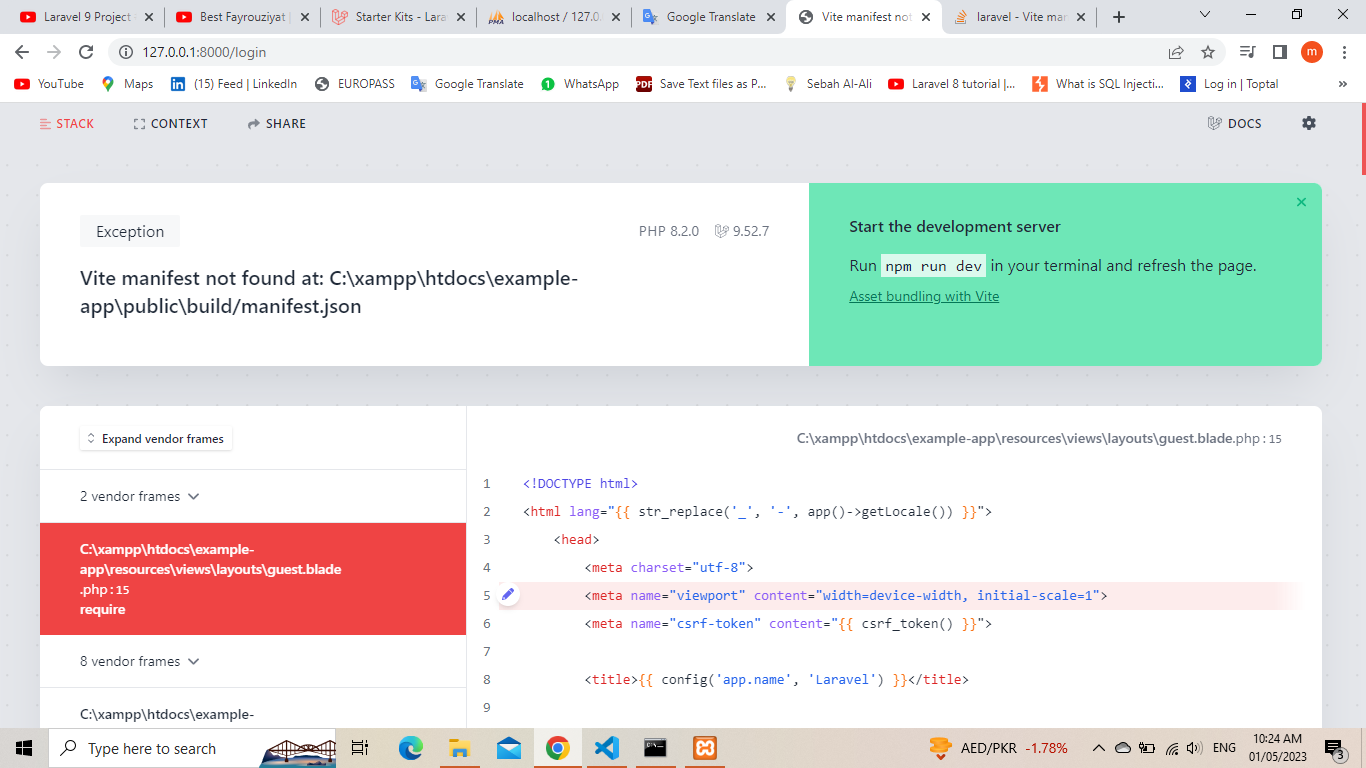 Laravel 9 Project
Best Fayrouziyat
Starter Kits - Lara
localhost / 127.0.
Google Translate
Vite manifest not
laravel - Vite man
127.0.0.1:8000/login
m
YouTube
Maps
(15) Feed | LinkedIn
EUROPASS
Google Translate
WhatsApp
Save Text files as P...
Sebah Al-Ali
Laravel 8 tutorial |...
What is SQL Injecti...
Log in | Toptal
»
STACK
CONTEXT
SHARE
DOCS
Exception
PHP 8.2.0
9.52.7
Vite manifest not found at: C:\xampp\htdocs\example-
app\public\build/manifest.json
Start the development server
Run npm run dev in your terminal and refresh the page.
Asset bundling with Vite
Expand vendor frames
2 vendor frames
C:\xampp\htdocs\example-
app\resources\views\layouts\guest.blade
.php : 15
require
8 vendor frames
C:\xampp\htdocs\example-
C:\xampp\htdocs\example-app\resources\views\layouts\guest.blade.php : 15
1 <!DOCTYPE html>
2 <html lang="{{ str_replace('_', '-', app()->getLocale()) }}">
3 <head>
4 <meta charset="utf-8">
5 <meta name="viewport" content="width=device-width, initial-scale=1">
6 <meta name="csrf-token" content="{{ csrf_token() }}">
7
8 <title>{{ config('app.name', 'Laravel') }}</title>
9
Type here to search
AED/PKR -1.78%
ENG
10:24 AM
01/05/2023
3